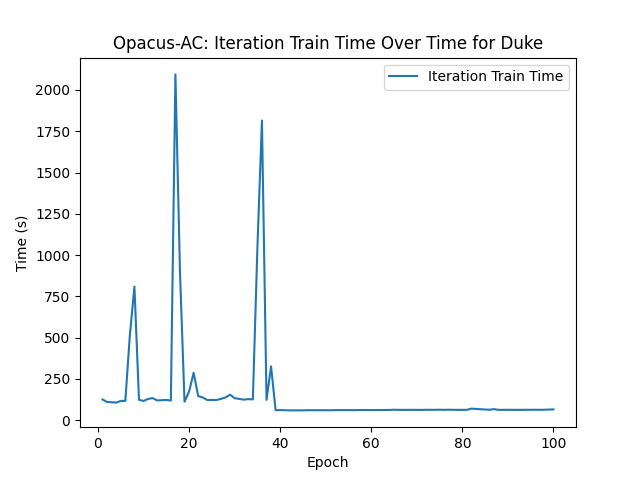 Opacus-AC: Iteration Train Time Over Time for Duke
Iteration Train Time
2000
1750
1500
1250
1000
750
500
250
0
Time (s)
0 20 40 60 80 100
Epoch